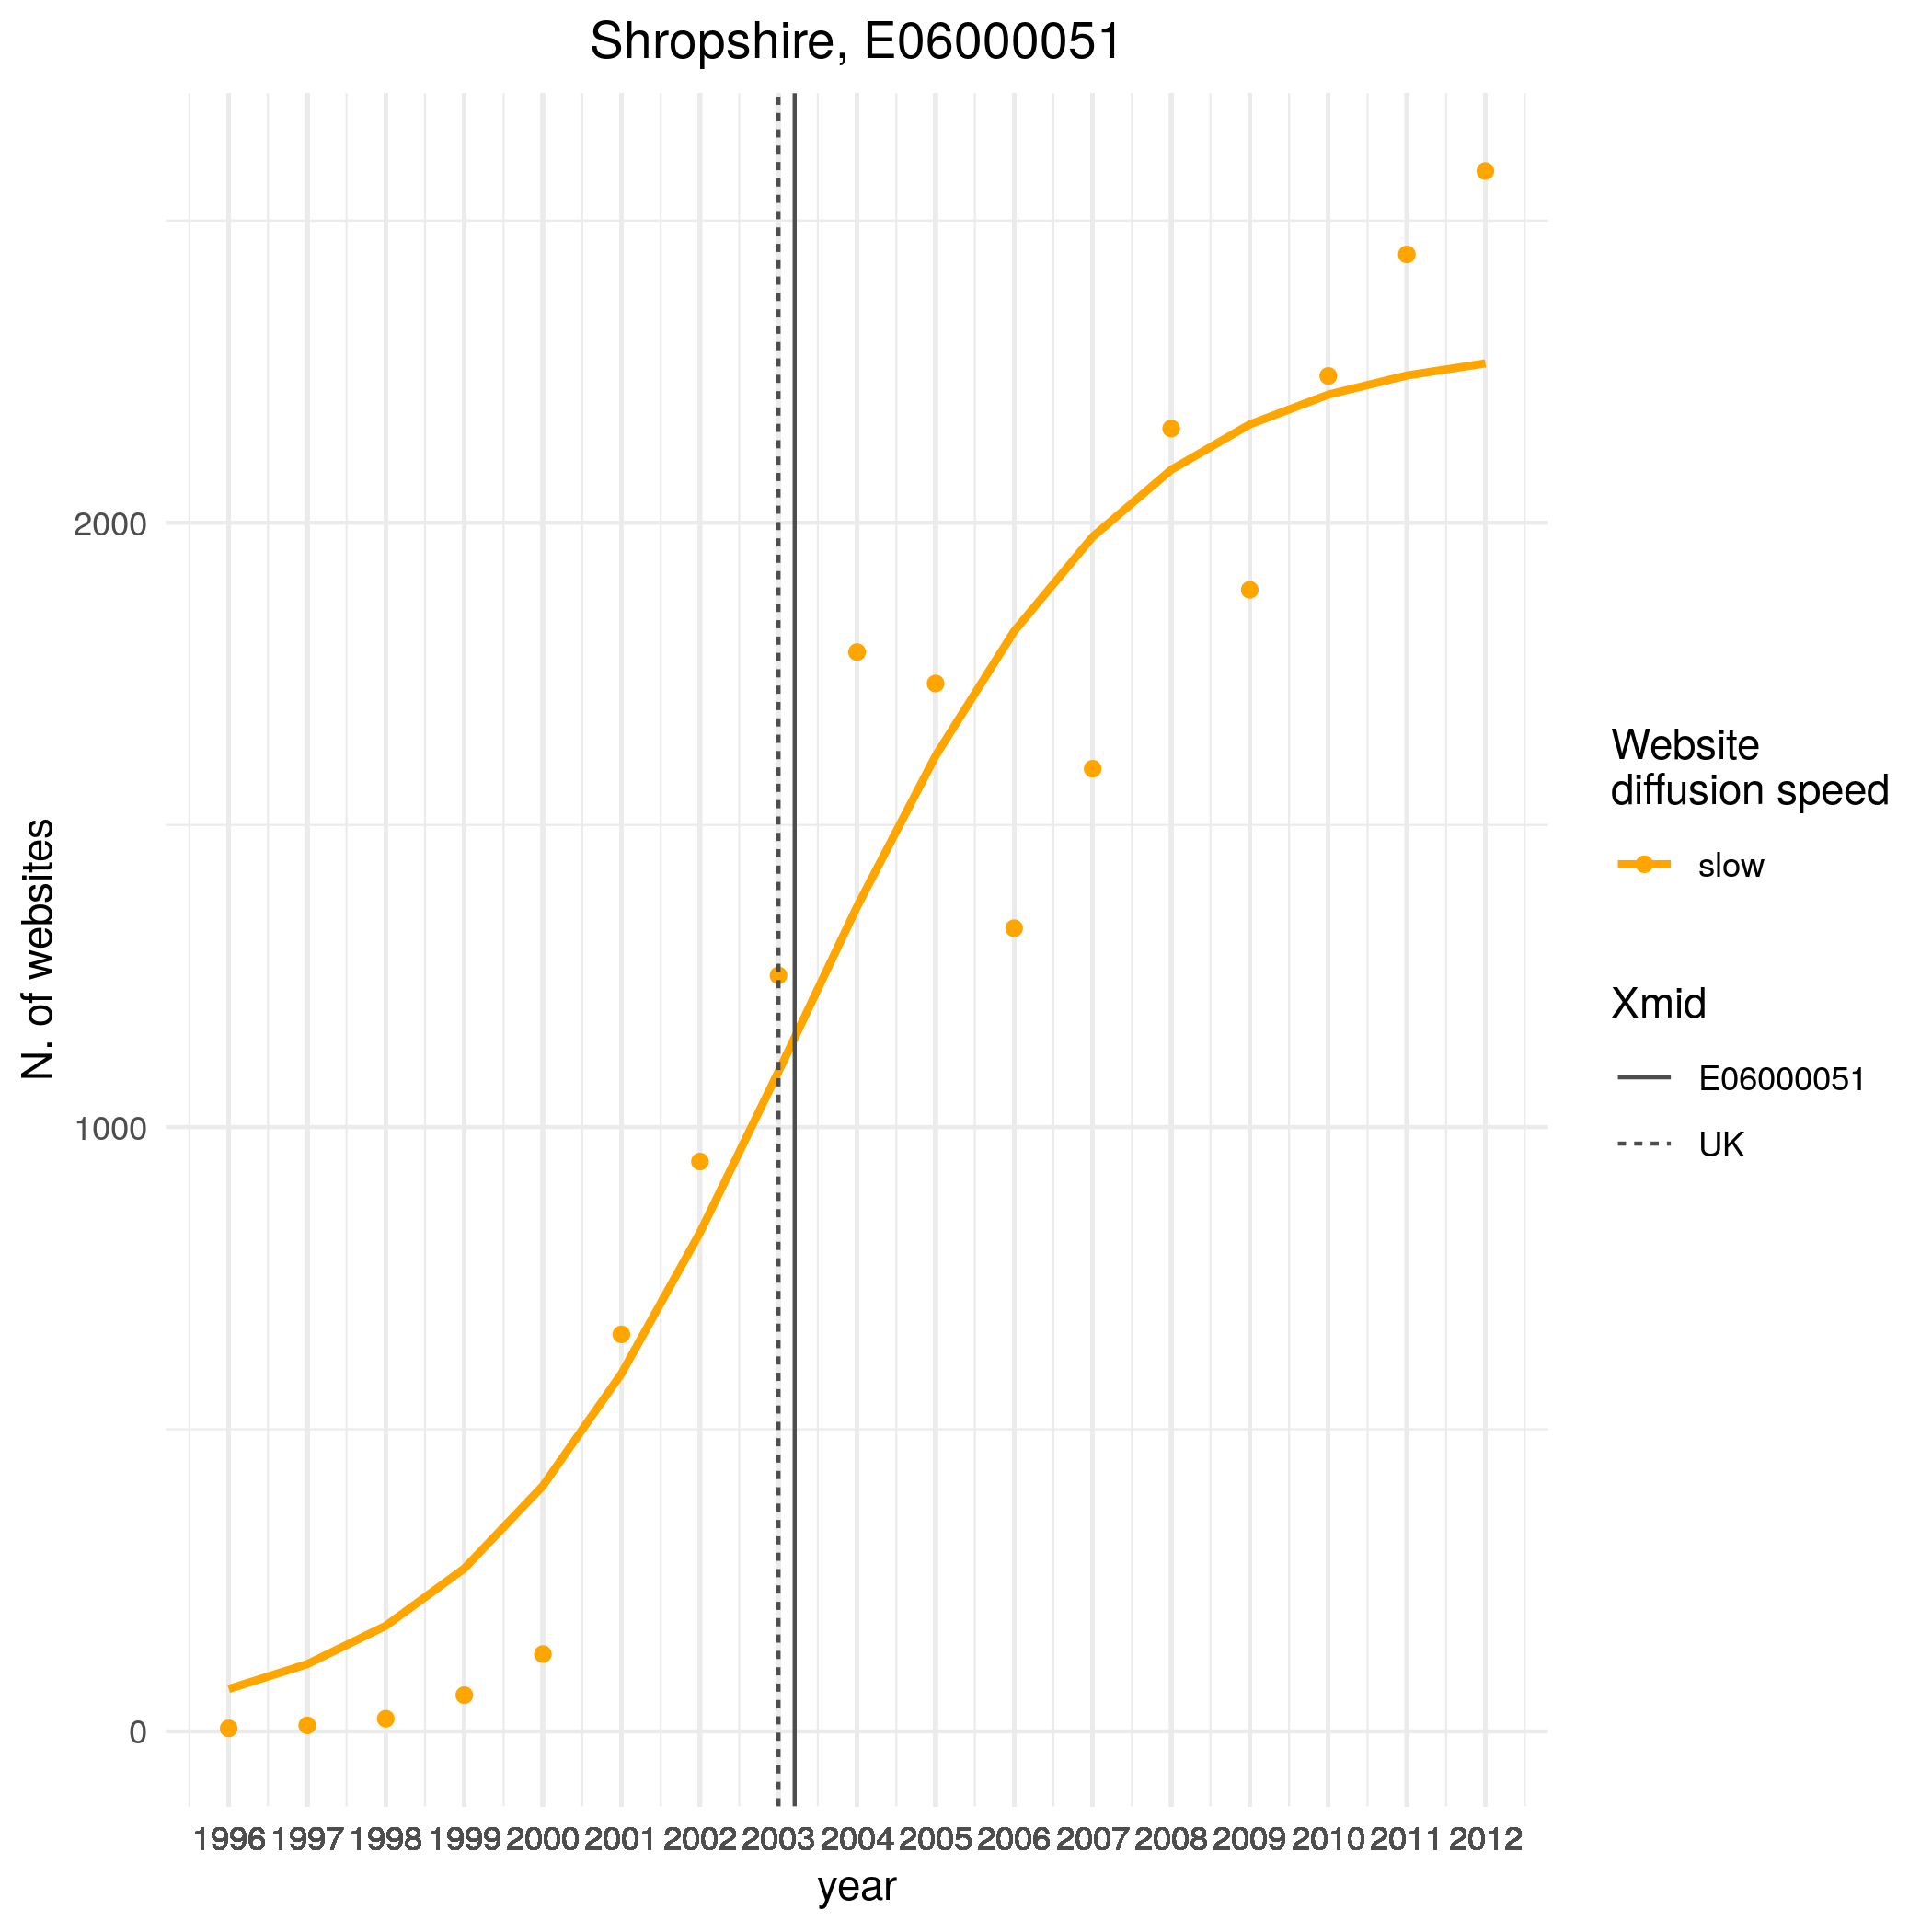 Shropshire, E06000051
N. of websites
2000
1000
0
1996 1997 1998 1999 2000 2001 2002 2003 2004 2005 2006 2007 2008 2009 2010 2011 2012
year
Website
diffusion speed
slow
Xmid
E06000051
UK